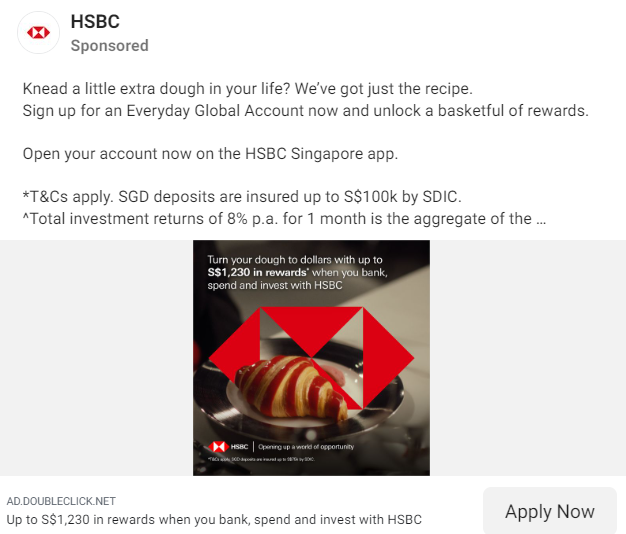 HSBC
Sponsored
Knead a little extra dough in your life? We've got just the recipe.
Sign up for an Everyday Global Account now and unlock a basketful of rewards.
Open your account now on the HSBC Singapore app.
*T&Cs apply. SGD deposits are insured up to S$100k by SDIC.
^Total investment returns of 8% p.a. for 1 month is the aggregate of the ...
Turn your dough to dollars with up to
S$1,230 in rewards* when you bank,
spend and invest with HSBC
HSBC | Opening up a world of opportunity
*T&Cs apply. SGD deposits are insured up to S$75k by SDIC.
AD.DOUBLECLICK.NET
Up to S$1,230 in rewards when you bank, spend and invest with HSBC
Apply Now